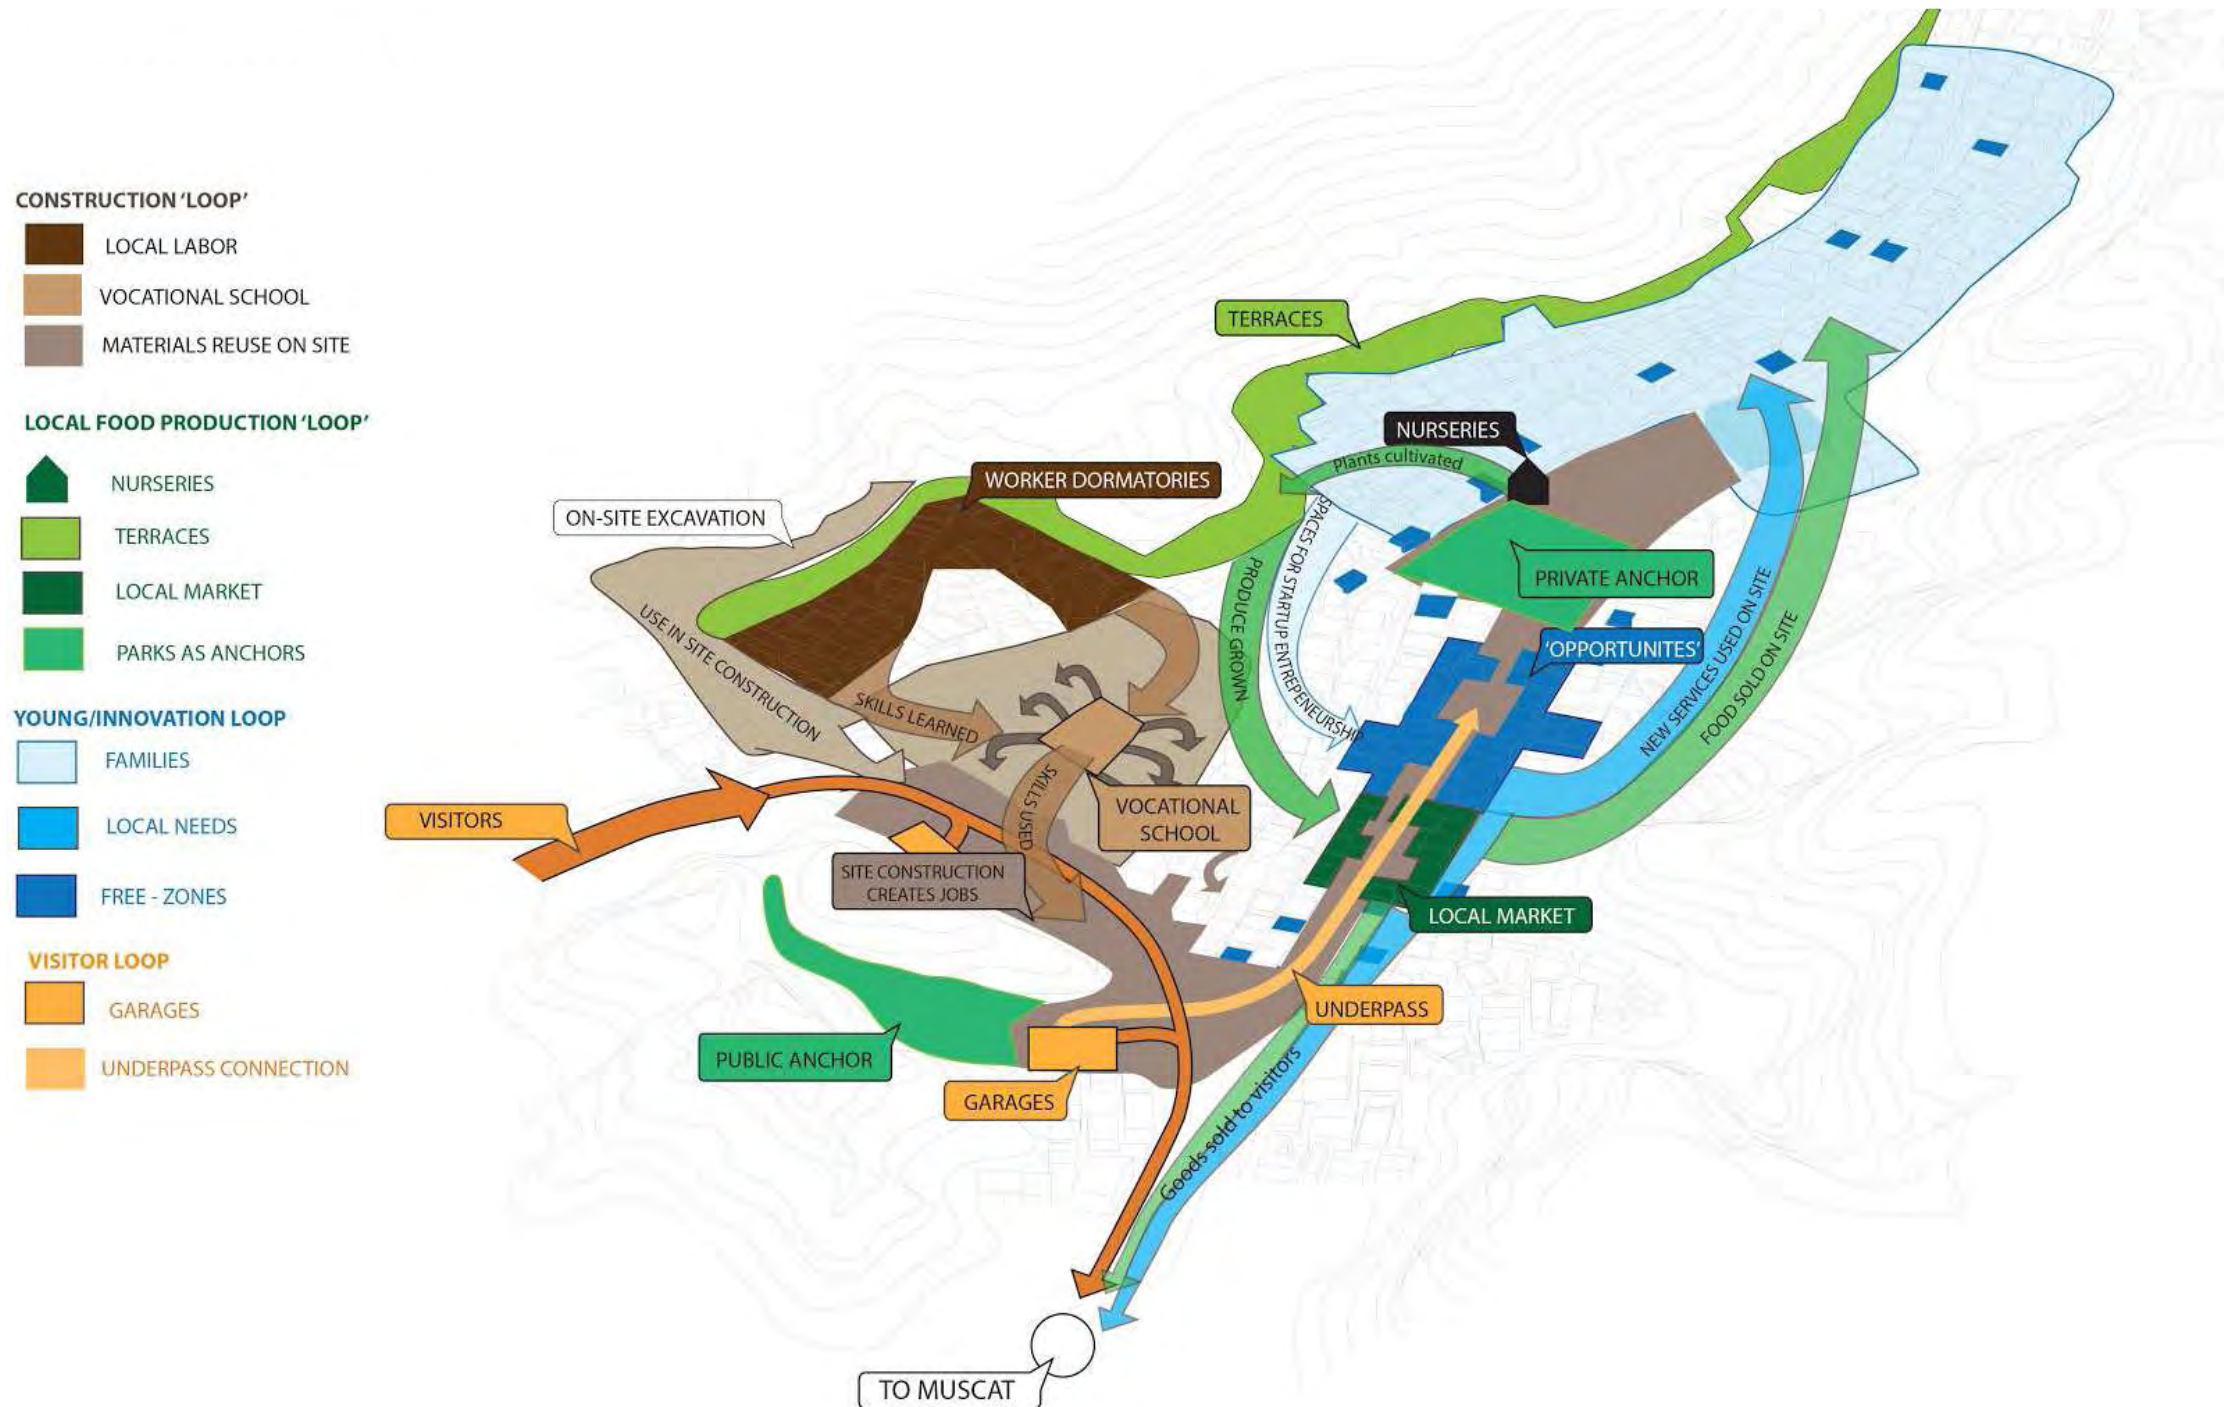 CONSTRUCTION 'LOOP'
LOCAL LABOR
VOCATIONAL SCHOOL
MATERIALS REUSE ON SITE
LOCAL FOOD PRODUCTION 'LOOP'
NURSERIES
TERRACES
LOCAL MARKET
PARKS AS ANCHORS
YOUNG/INNOVATION LOOP
FAMILIES
LOCAL NEEDS
FREE - ZONES
VISITOR LOOP
GARAGES
UNDERPASS CONNECTION
TERRACES
NURSERIES
Plants cultivated
WORKER DORMATORIES
ON-SITE EXCAVATION
USE IN SITE CONSTRUCTION
SKILLS LEARNED
SKILLS USED
VOCATIONAL
SCHOOL
PRODUCE GROWN
SPACES FOR STARTUP ENTREPENEURSHIP
PRIVATE ANCHOR
'OPPORTUNITES'
NEW SERVICES USED ON SITE
FOOD SOLD ON SITE
VISITORS
SITE CONSTRUCTION
CREATES JOBS
LOCAL MARKET
UNDERPASS
PUBLIC ANCHOR
GARAGES
Goods sold to visitors
TO MUSCAT